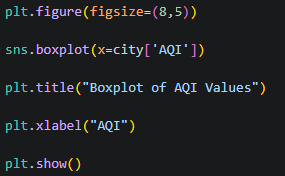 plt.figure(figsize=(8,5))
sns.boxplot(x=city['AQI'])
plt.title("Boxplot of AQI Values")
plt.xlabel("AQI")
plt.show()